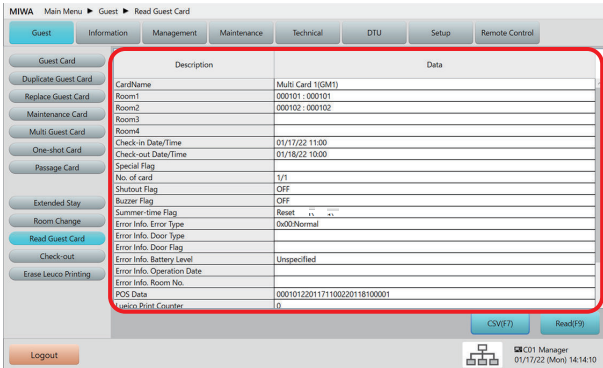 MIWA Main Menu ▶ Guest ▶ Read Guest Card
Guest Information Management Maintenance Technical DTU Setup Remote Control
Guest Card
Duplicate Guest Card
Replace Guest Card
Maintenance Card
Multi Guest Card
One-shot Card
Passage Card
Extended Stay
Room Change
Read Guest Card
Check-out
Erase Leuco Printing
Description Data
CardName Multi Card 1(GM1)
Room1 000101 : 000101
Room2 000102 : 000102
Room3
Room4
Check-in Date/Time 01/17/22 11:00
Check-out Date/Time 01/18/22 10:00
Special Flag
No. of card 1/1
Shutout Flag OFF
Buzzer Flag OFF
Summer-time Flag Reset
Error Info. Error Type 0x00:Normal
Error Info. Door Type
Error Info. Door Flag
Error Info. Battery Level Unspecified
Error Info. Operation Date
Error Info. Room No.
POS Data 0001012201171100220118100001
Lueico Print Counter 0
CSV(F7) Read(F9)
Logout
C01 Manager
01/17/22 (Mon) 14:14:10